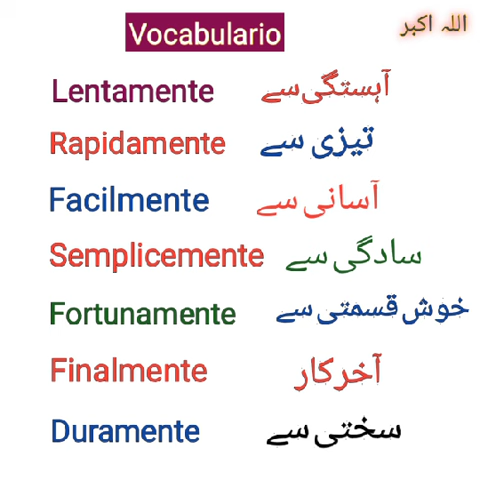 Vocabulario اللہ اکبر
Lentamente آہستگی سے
Rapidamente تیزی سے
Facilmente آسانی سے
Semplicemente سادگی سے
Fortunamente خوش قسمتی سے
Finalmente آخرکار
Duramente سختی سے